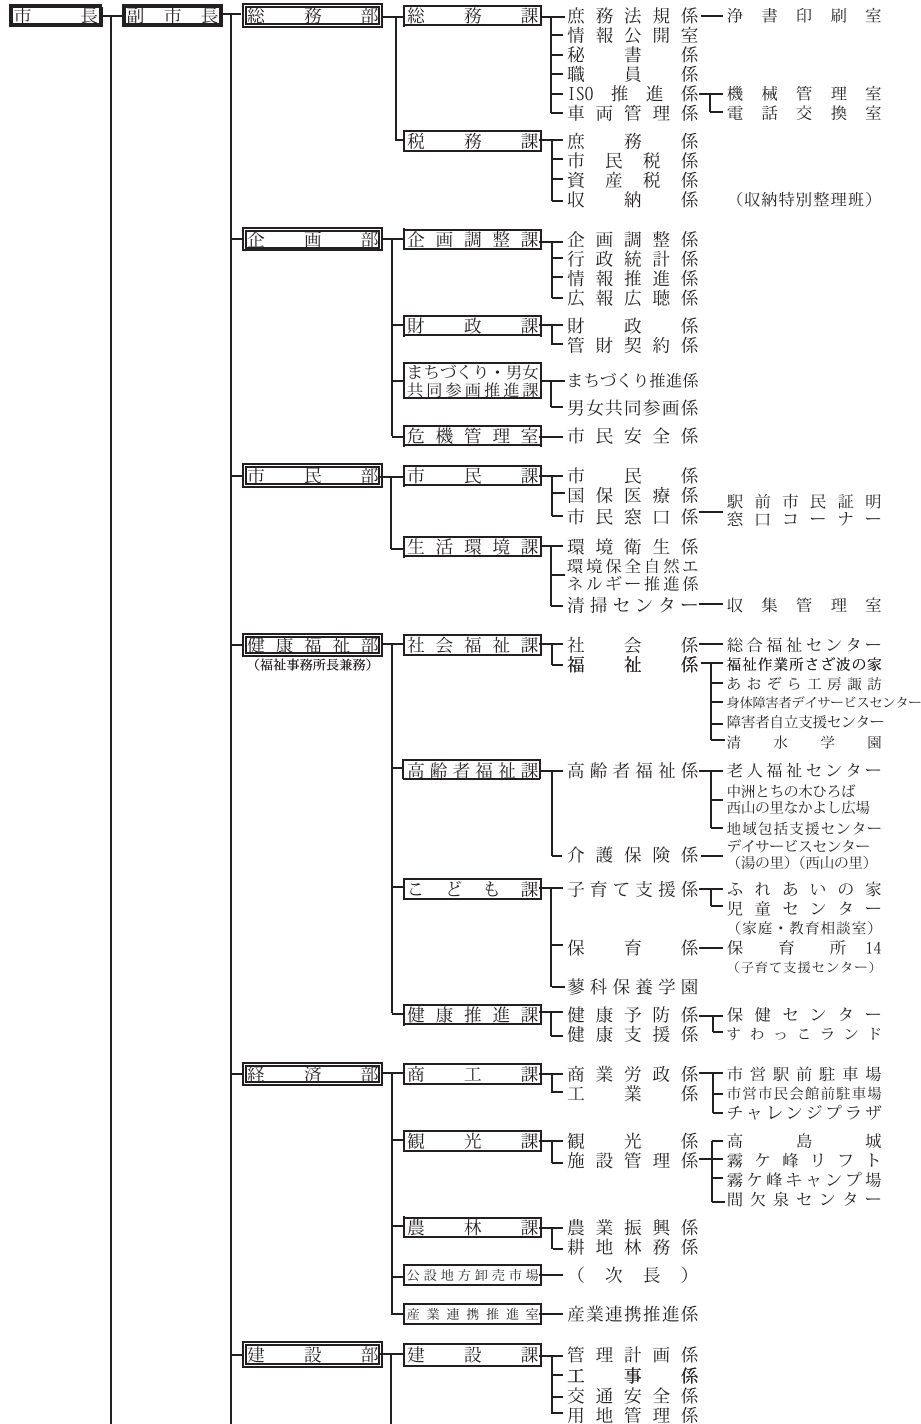 市長 副市長 総務部 総務課 庶務法規係 浄書印刷室
情報公開室
秘書係
職員係
ISO推進係 機械管理室
車両管理係 電話交換室
税務課 庶務係
市民税係
資産税係
収納係 （収納特別整理班）
企画部 企画調整課 企画調整係
行政統計係
情報推進係
広報広聴係
財政課 財政係
管財契約係
まちづくり・男女
共同参画推進課
まちづくり推進係
男女共同参画係
危機管理室 市民安全係
市民部 市民課 市民係
国保医療係
市民窓口係 駅前市民証明
窓口コーナー
生活環境課 環境衛生係
環境保全自然エ
ネルギー推進係
清掃センター 収集管理室
健康福祉部 社会福祉課 社会係 総合福祉センター
（福祉事務所長兼務） 福祉係 福祉作業所さざ波の家
あおぞら工房諏訪
身体障害者デイサービスセンター
障害者自立支援センター
清水学園
高齢者福祉課 高齢者福祉係 老人福祉センター
中洲とちの木ひろば
西山の里なかよし広場
地域包括支援センター
介護保険係 デイサービスセンター
（湯の里）（西山の里）
こども課 子育て支援係 ふれあいの家
児童センター
（家庭・教育相談室）
保育係 保育所14
（子育て支援センター）
蓼科保養学園
健康推進課 健康予防係 保健センター
健康支援係 すわっこランド
経済部 商工課 商業労政係 市営駅前駐車場
工業係 市営市民会館前駐車場
チャレンジプラザ
観光課 観光係 高島城
施設管理係 霧ケ峰リフト
霧ケ峰キャンプ場
間欠泉センター
農林課 農業振興係
耕地林務係
公設地方卸売市場 （次長）
産業連携推進室 産業連携推進係
建設部 建設課 管理計画係
工事係
交通安全係
用地管理係